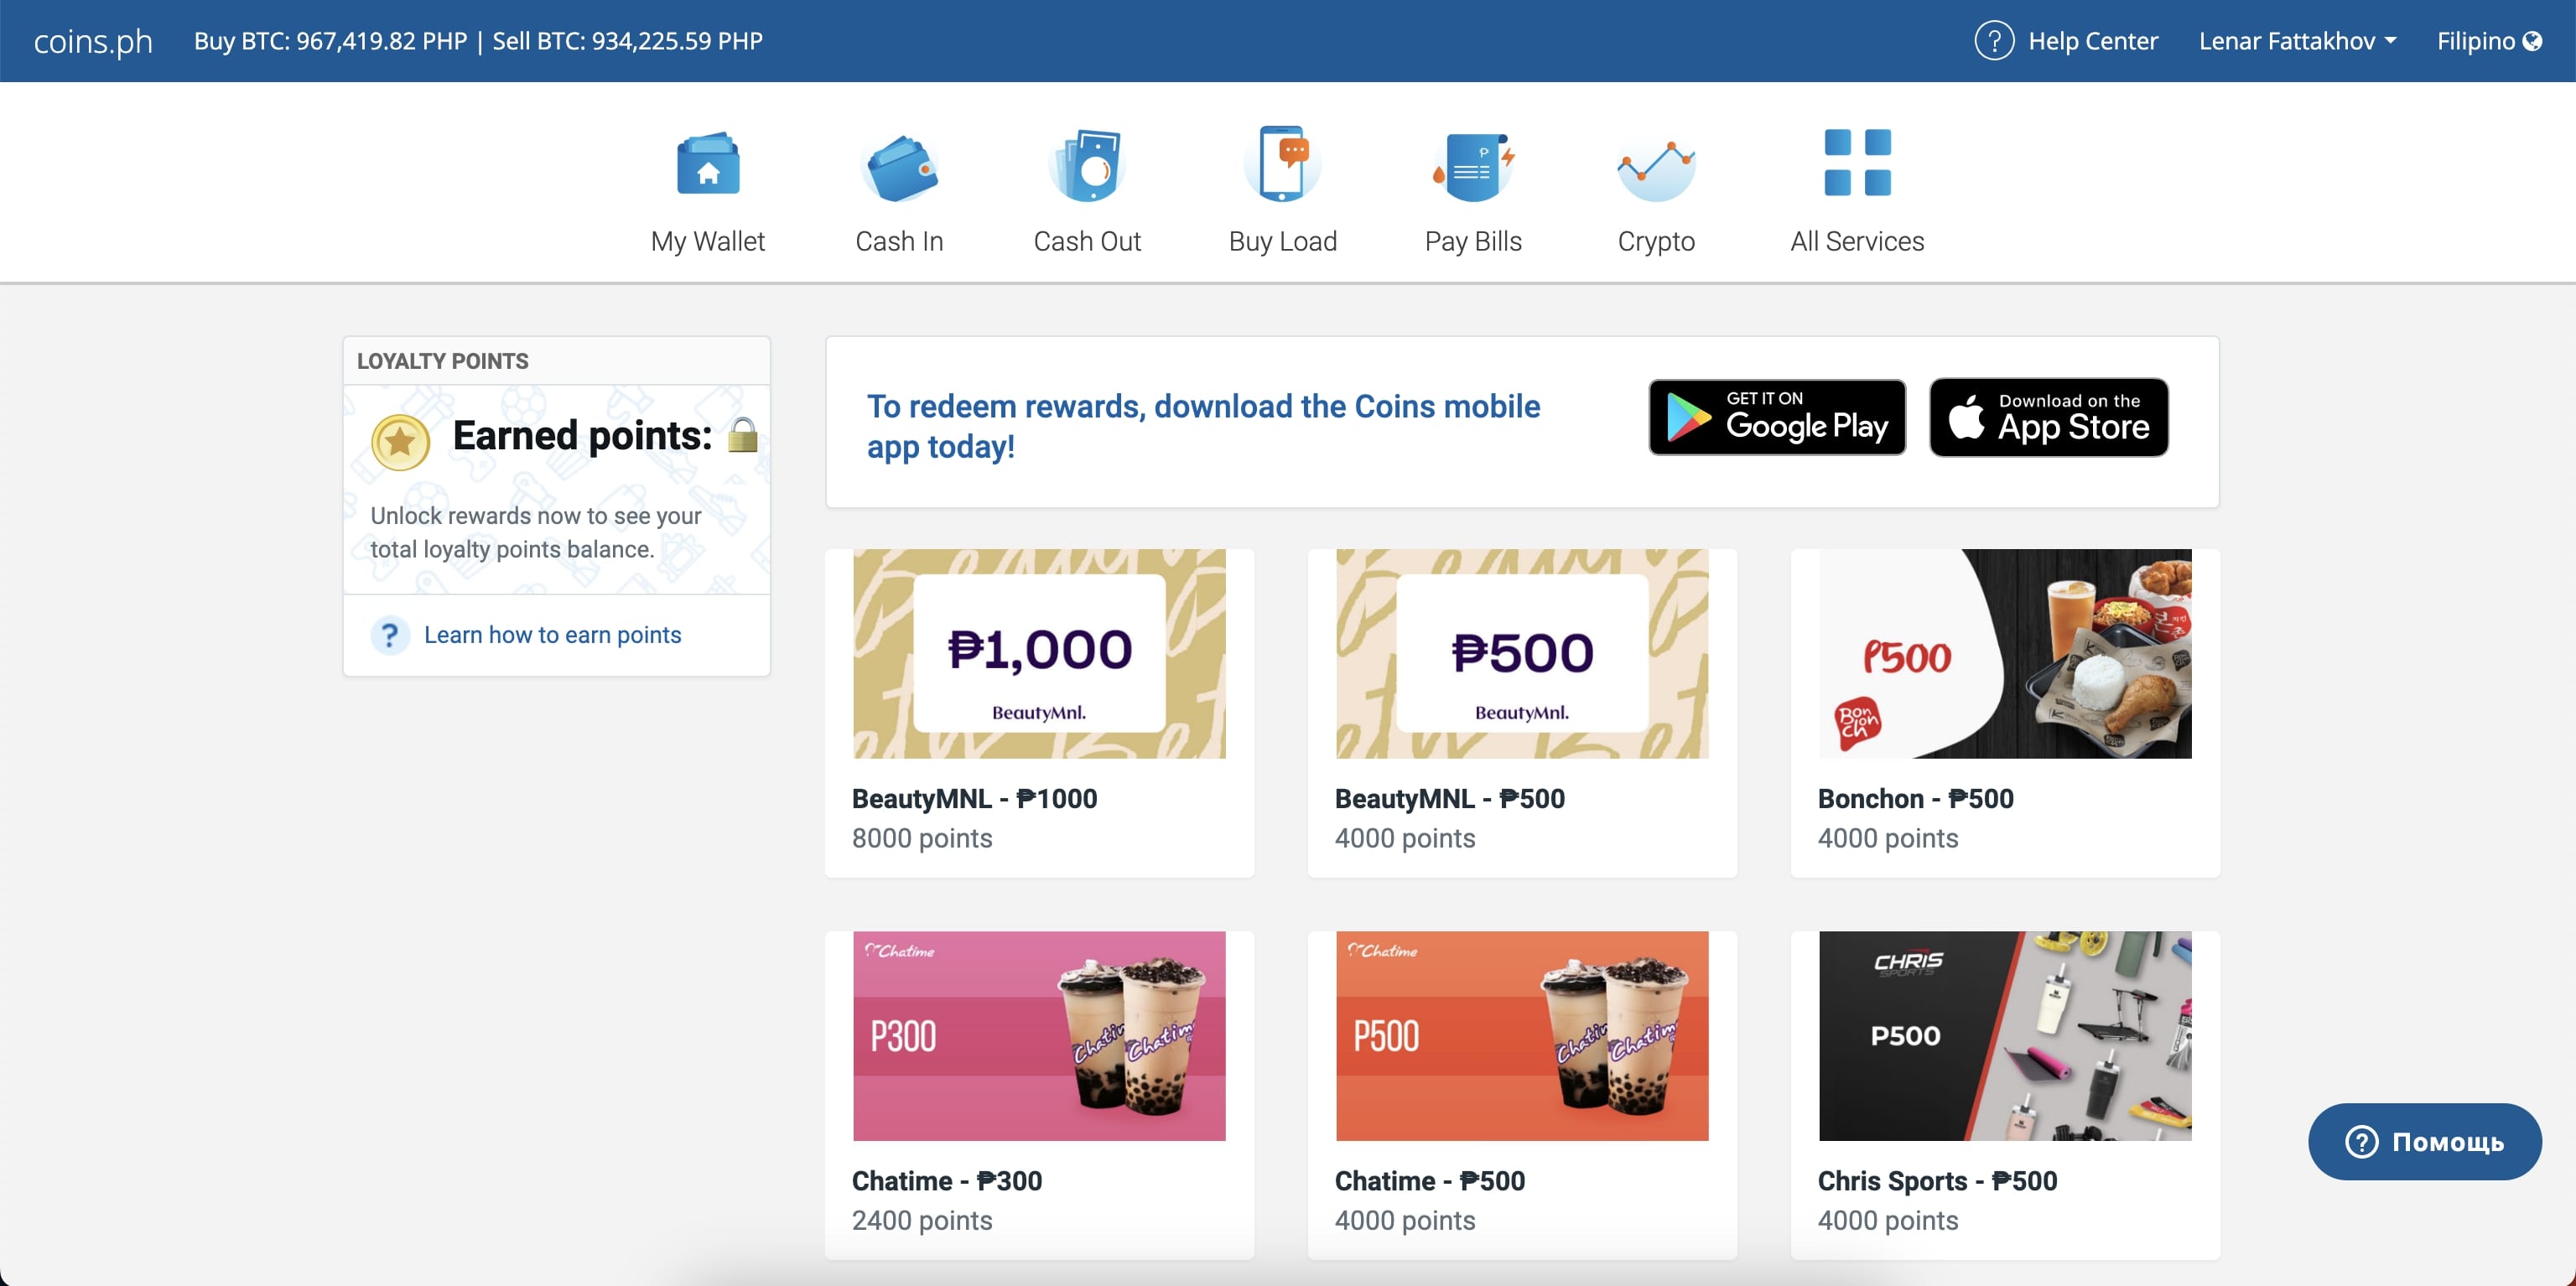 coins.ph
Buy BTC: 967,419.82 PHP | Sell BTC: 934,225.59 PHP
Help Center
Lenar Fattakhov
Filipino
My Wallet
Cash In
Cash Out
Buy Load
Pay Bills
Crypto
All Services
LOYALTY POINTS
Earned points:
Unlock rewards now to see your
total loyalty points balance.
? Learn how to earn points
To redeem rewards, download the Coins mobile
app today!
GET IT ON
Google Play
Download on the
App Store
₱1,000
BeautyMnl.
BeautyMNL - ₱1000
8000 points
₱500
BeautyMnl.
BeautyMNL - ₱500
4000 points
₱500
Bonchon
Bonchon - ₱500
4000 points
Chatime
P300
Chatime
Chatime
Chatime - ₱300
2400 points
Chatime
P500
Chatime
Chatime
Chatime - ₱500
4000 points
CHRIS
SPORTS
P500
Chris Sports - ₱500
4000 points
? Помощь